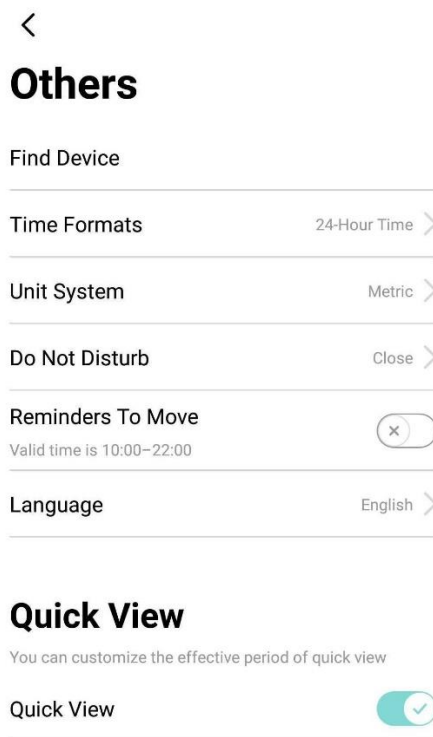 Others
Find Device
Time Formats 24-Hour Time
Unit System Metric
Do Not Disturb Close
Reminders To Move
Valid time is 10:00–22:00
Language English
Quick View
You can customize the effective period of quick view
Quick View